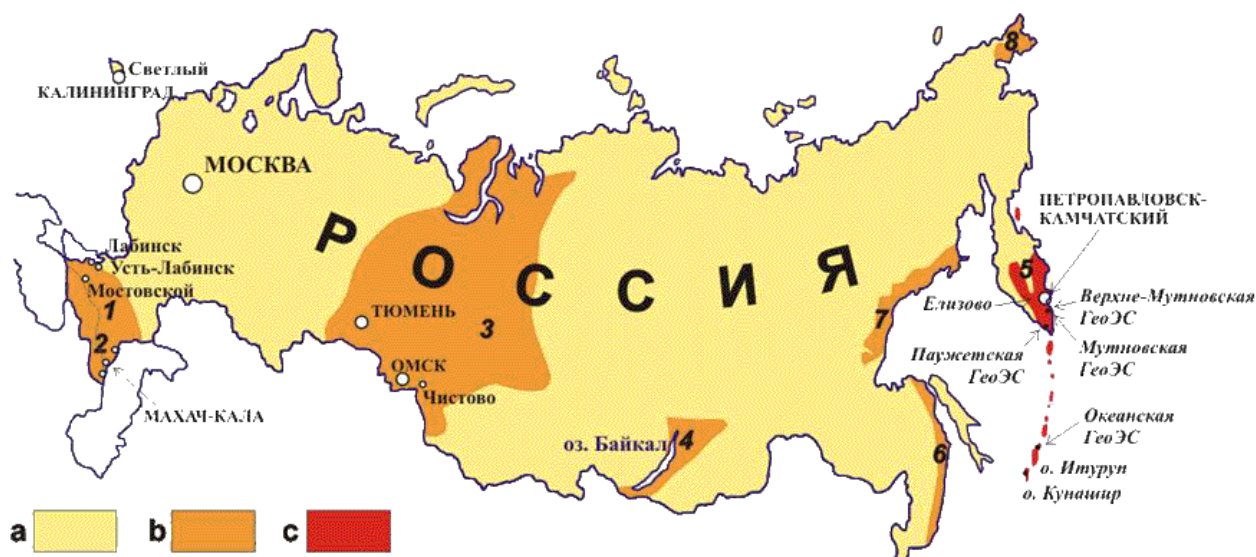 Светлый
КАЛИНИНГРАД
МОСКВА
РОССИЯ
8
ПЕТРОПАВЛОВСК-
КАМЧАТСКИЙ
Лабинск
Усть-Лабинск
Мостовской
1
2
МАХАЧ-КАЛА
ТЮМЕНЬ
3
ОМСК
Чистово
оз. Байкал
4
5
Елизово
Верхне-Мутновская
ГеоЭС
7
Паужетская
ГеоЭС
Мутновская
ГеоЭС
6
Океанская
ГеоЭС
о. Итуруп
о. Кунашир
a
b
c